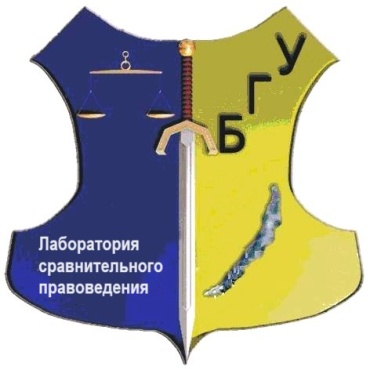 БГУ
Лаборатория
сравнительного
правоведения